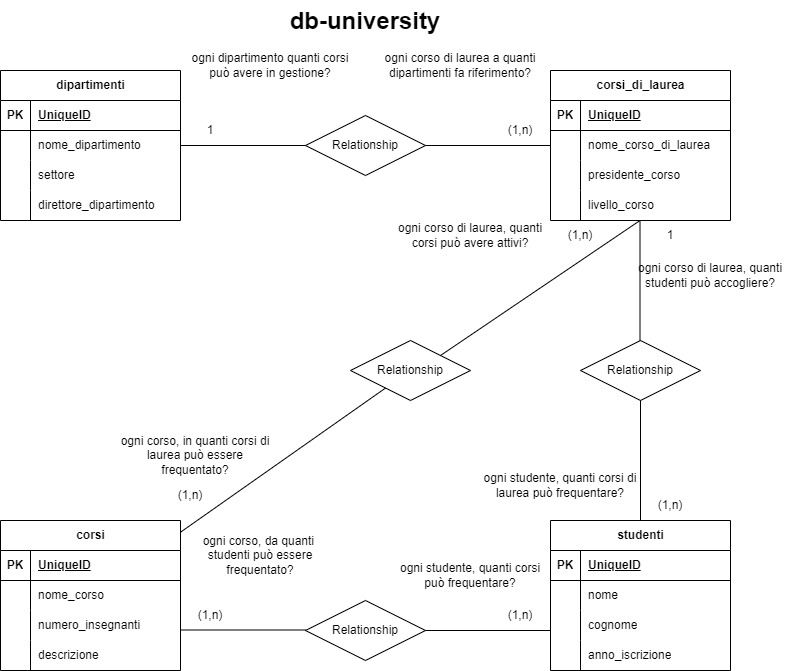 db-university
ogni dipartimento quanti corsi
può avere in gestione?
ogni corso di laurea a quanti
dipartimenti fa riferimento?
dipartimenti
PK UniqueID
nome_dipartimento
settore
direttore_dipartimento
1
Relationship
(1,n)
corsi_di_laurea
PK UniqueID
nome_corso_di_laurea
presidente_corso
livello_corso
ogni corso di laurea, quanti
corsi può avere attivi?
(1,n)
1
ogni corso di laurea, quanti
studenti può accogliere?
Relationship
Relationship
ogni corso, in quanti corsi di
laurea può essere
frequentato?
(1,n)
ogni studente, quanti corsi di
laurea può frequentare?
(1,n)
corsi
PK UniqueID
nome_corso
numero_insegnanti
descrizione
ogni corso, da quanti
studenti può essere
frequentato?
(1,n)
Relationship
ogni studente, quanti corsi
può frequentare?
(1,n)
studenti
PK UniqueID
nome
cognome
anno_iscrizione